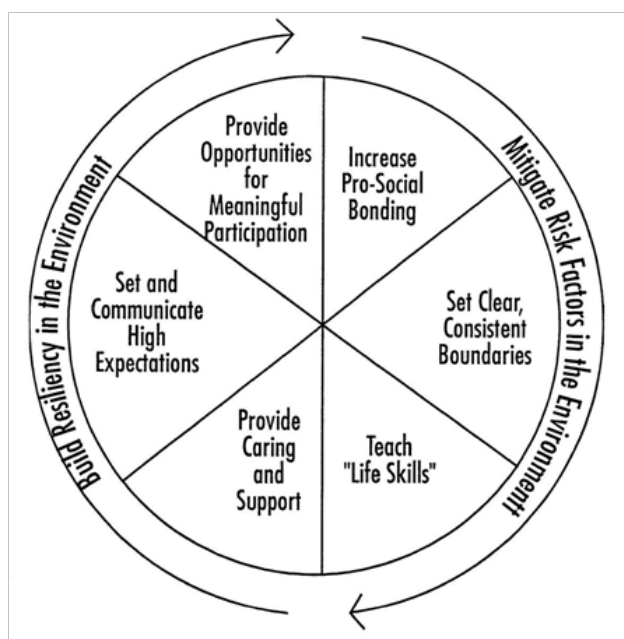 Build Resiliency in the Environment
Mitigate Risk Factors in the Environment
Provide
Opportunities
for
Meaningful
Participation
Increase
Pro-Social
Bonding
Set Clear,
Consistent
Boundaries
Teach
"Life Skills"
Provide
Caring
and
Support
Set and
Communicate
High
Expectations